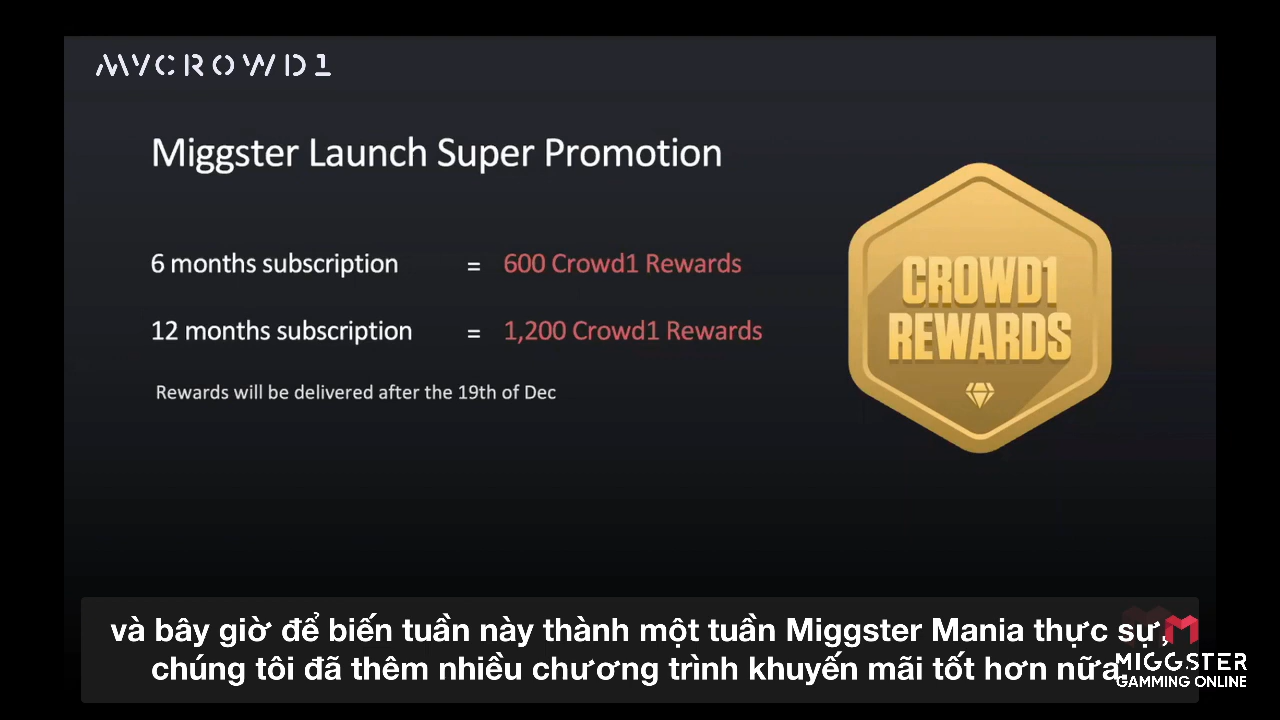 MYCROWD1
Miggster Launch Super Promotion
6 months subscription = 600 Crowd1 Rewards
12 months subscription = 1,200 Crowd1 Rewards
Rewards will be delivered after the 19th of Dec
CROWD1
REWARDS
và bây giờ để biến tuần này thành một tuần Miggster Mania thực sự,
chúng tôi đã thêm nhiều chương trình khuyến mãi tốt hơn nữa.
MIGGSTER
GAMMING ONLINE